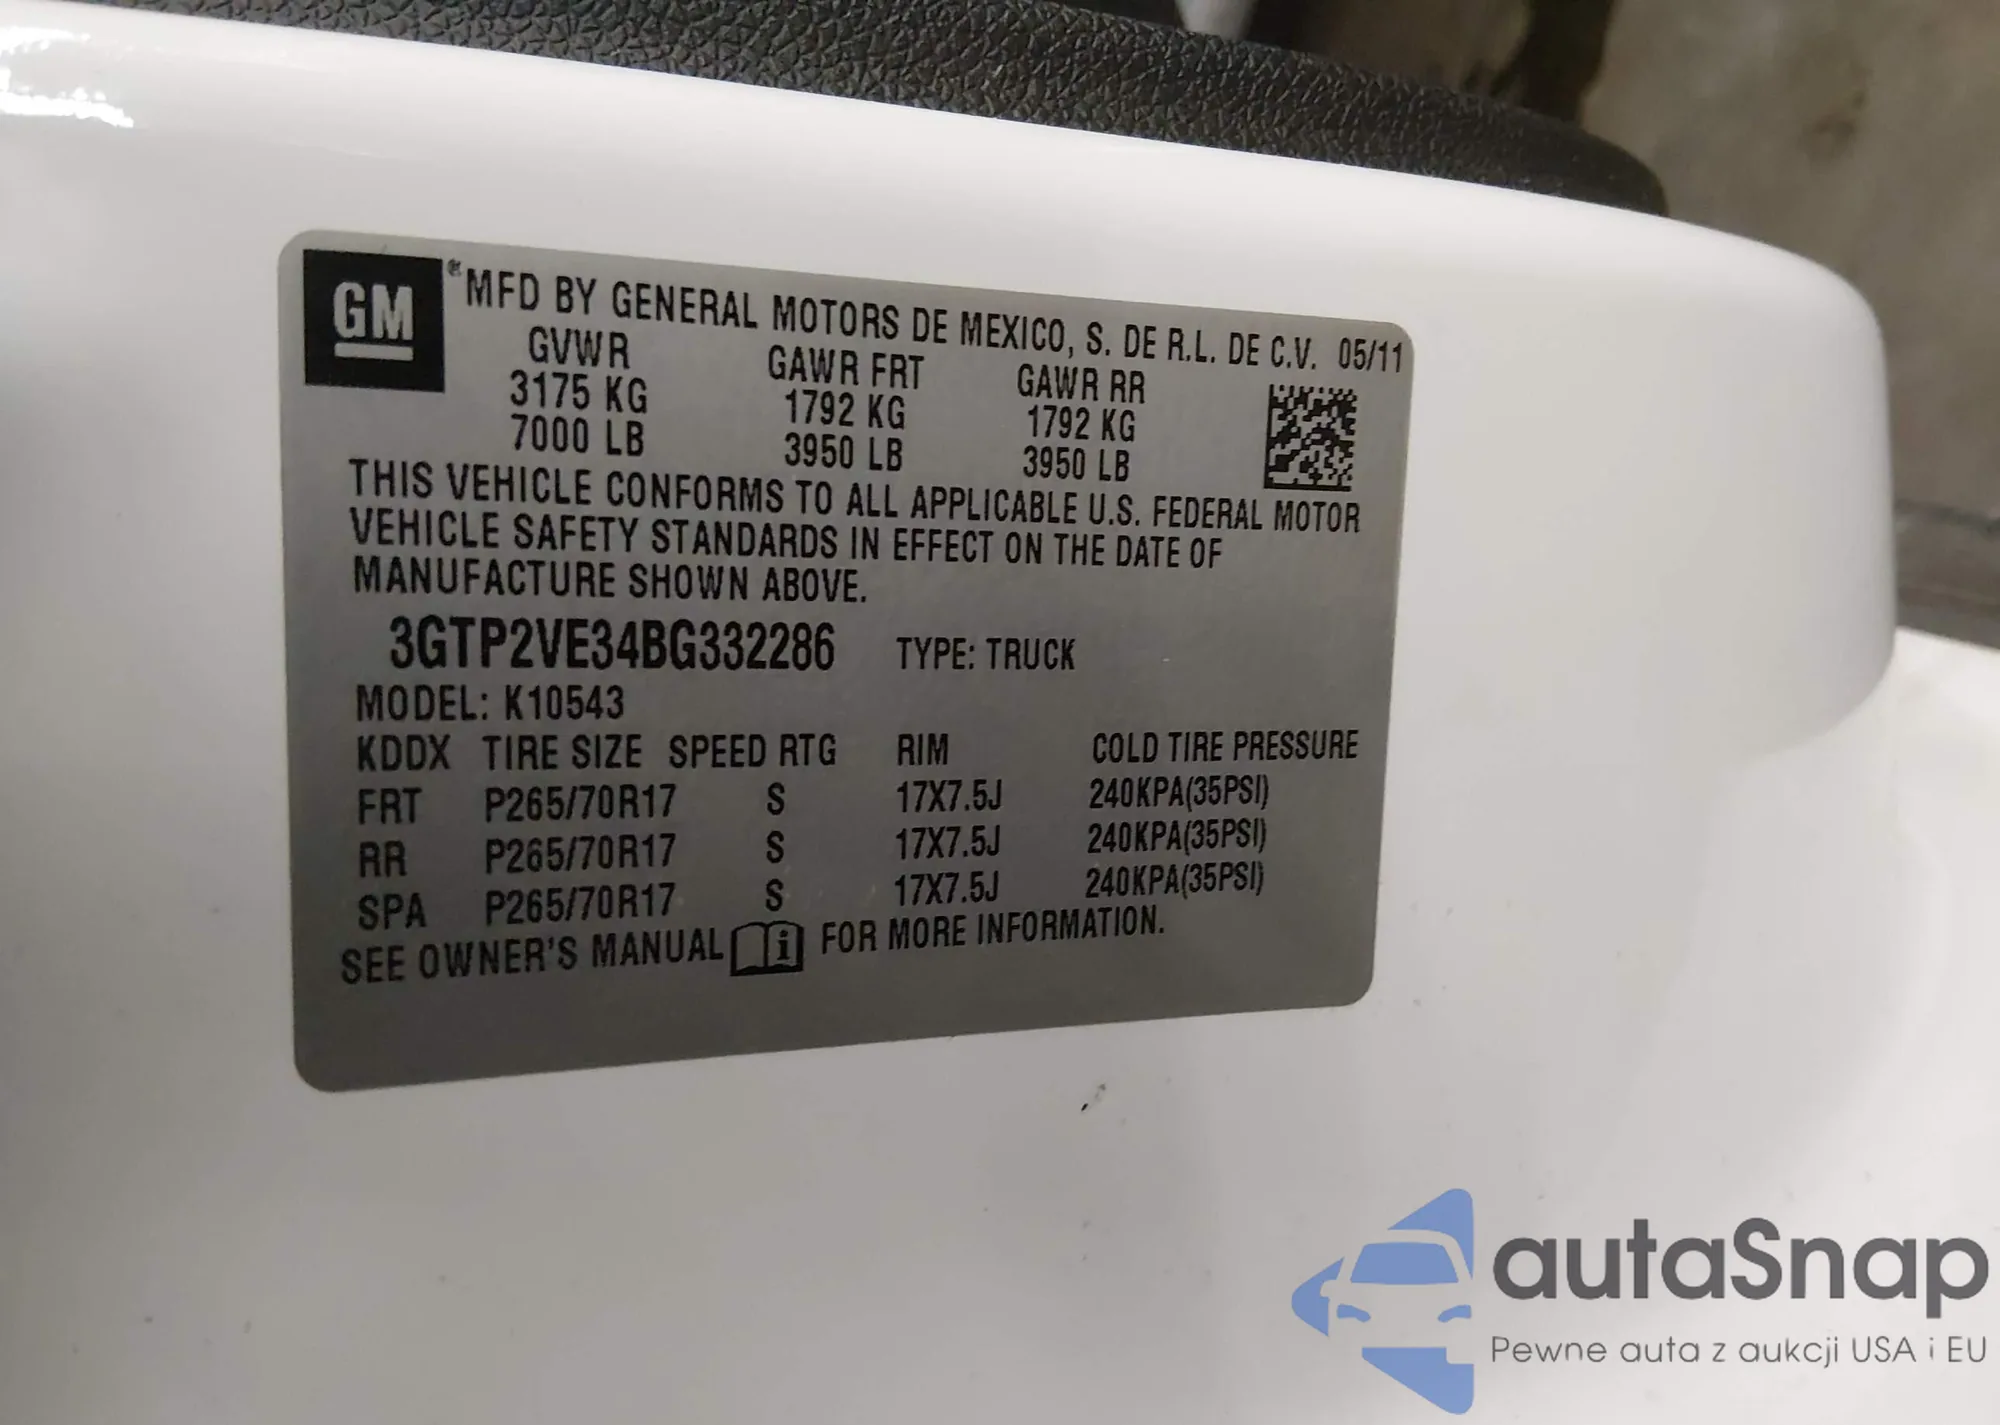 GM ® MFD BY GENERAL MOTORS DE MEXICO, S. DE R.L. DE C.V. 05/11
GVWR GAWR FRT GAWR RR
3175 KG 1792 KG 1792 KG
7000 LB 3950 LB 3950 LB
THIS VEHICLE CONFORMS TO ALL APPLICABLE U.S. FEDERAL MOTOR
VEHICLE SAFETY STANDARDS IN EFFECT ON THE DATE OF
MANUFACTURE SHOWN ABOVE.
3GTP2VE34BG332286 TYPE: TRUCK
MODEL: K10543
KDDX TIRE SIZE SPEED RTG RIM COLD TIRE PRESSURE
FRT P265/70R17 S 17X7.5J 240KPA(35PSI)
RR P265/70R17 S 17X7.5J 240KPA(35PSI)
SPA P265/70R17 S 17X7.5J 240KPA(35PSI)
SEE OWNER'S MANUAL i FOR MORE INFORMATION.
autaSnap
Pewne auta z aukcji USA i EU